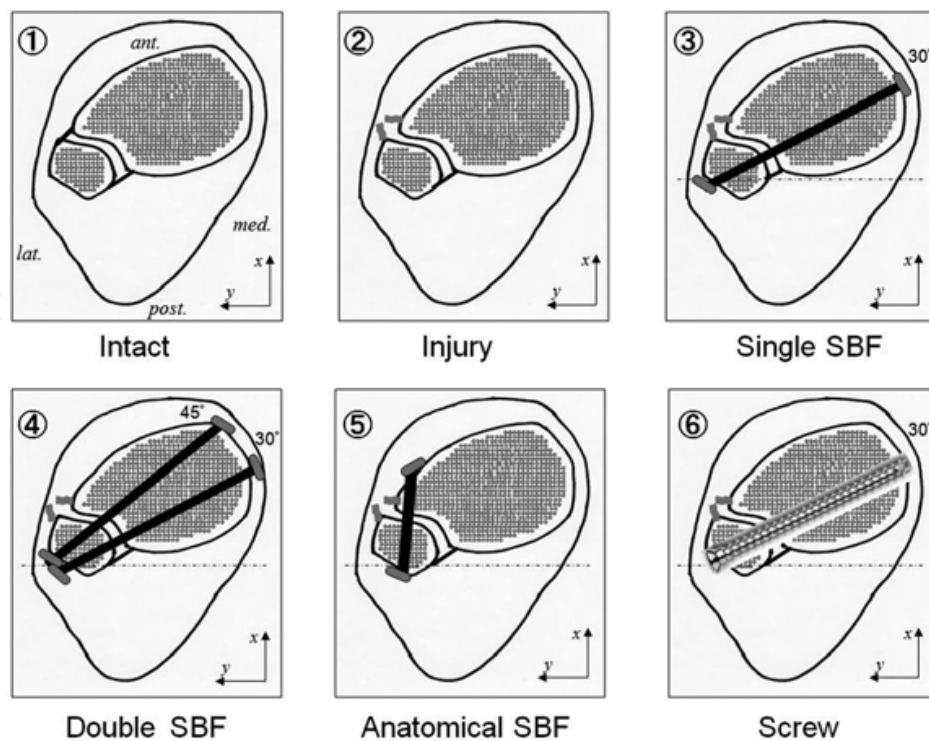 ① ant. lat. med. post. x y
Intact
② x y
Injury
③ 30° x y
Single SBF
④ 45° 30° x y
Double SBF
⑤ x y
Anatomical SBF
⑥ 30° x y
Screw